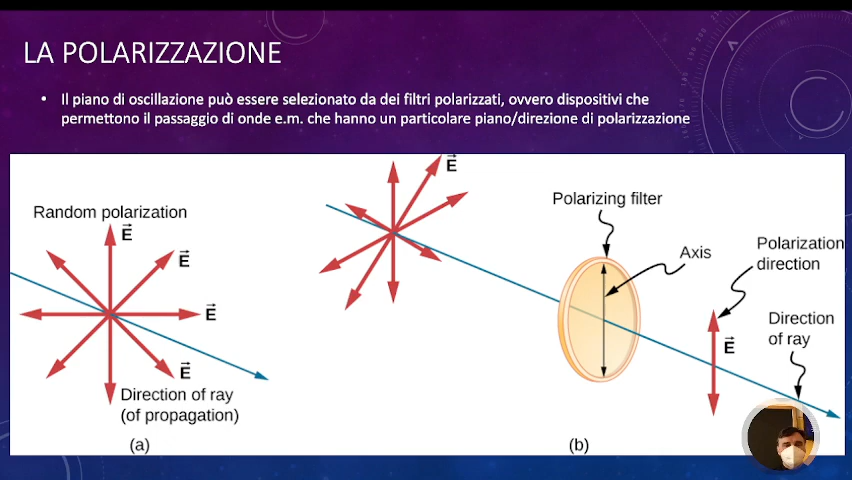 LA POLARIZZAZIONE
• Il piano di oscillazione può essere selezionato da dei filtri polarizzati, ovvero dispositivi che
permettono il passaggio di onde e.m. che hanno un particolare piano/direzione di polarizzazione
Random polarization
E⃗
E⃗
E⃗
E⃗
Direction of ray
(of propagation)
(a)
E⃗
Polarizing filter
Axis
Polarization
direction
E⃗
Direction
of ray
(b)